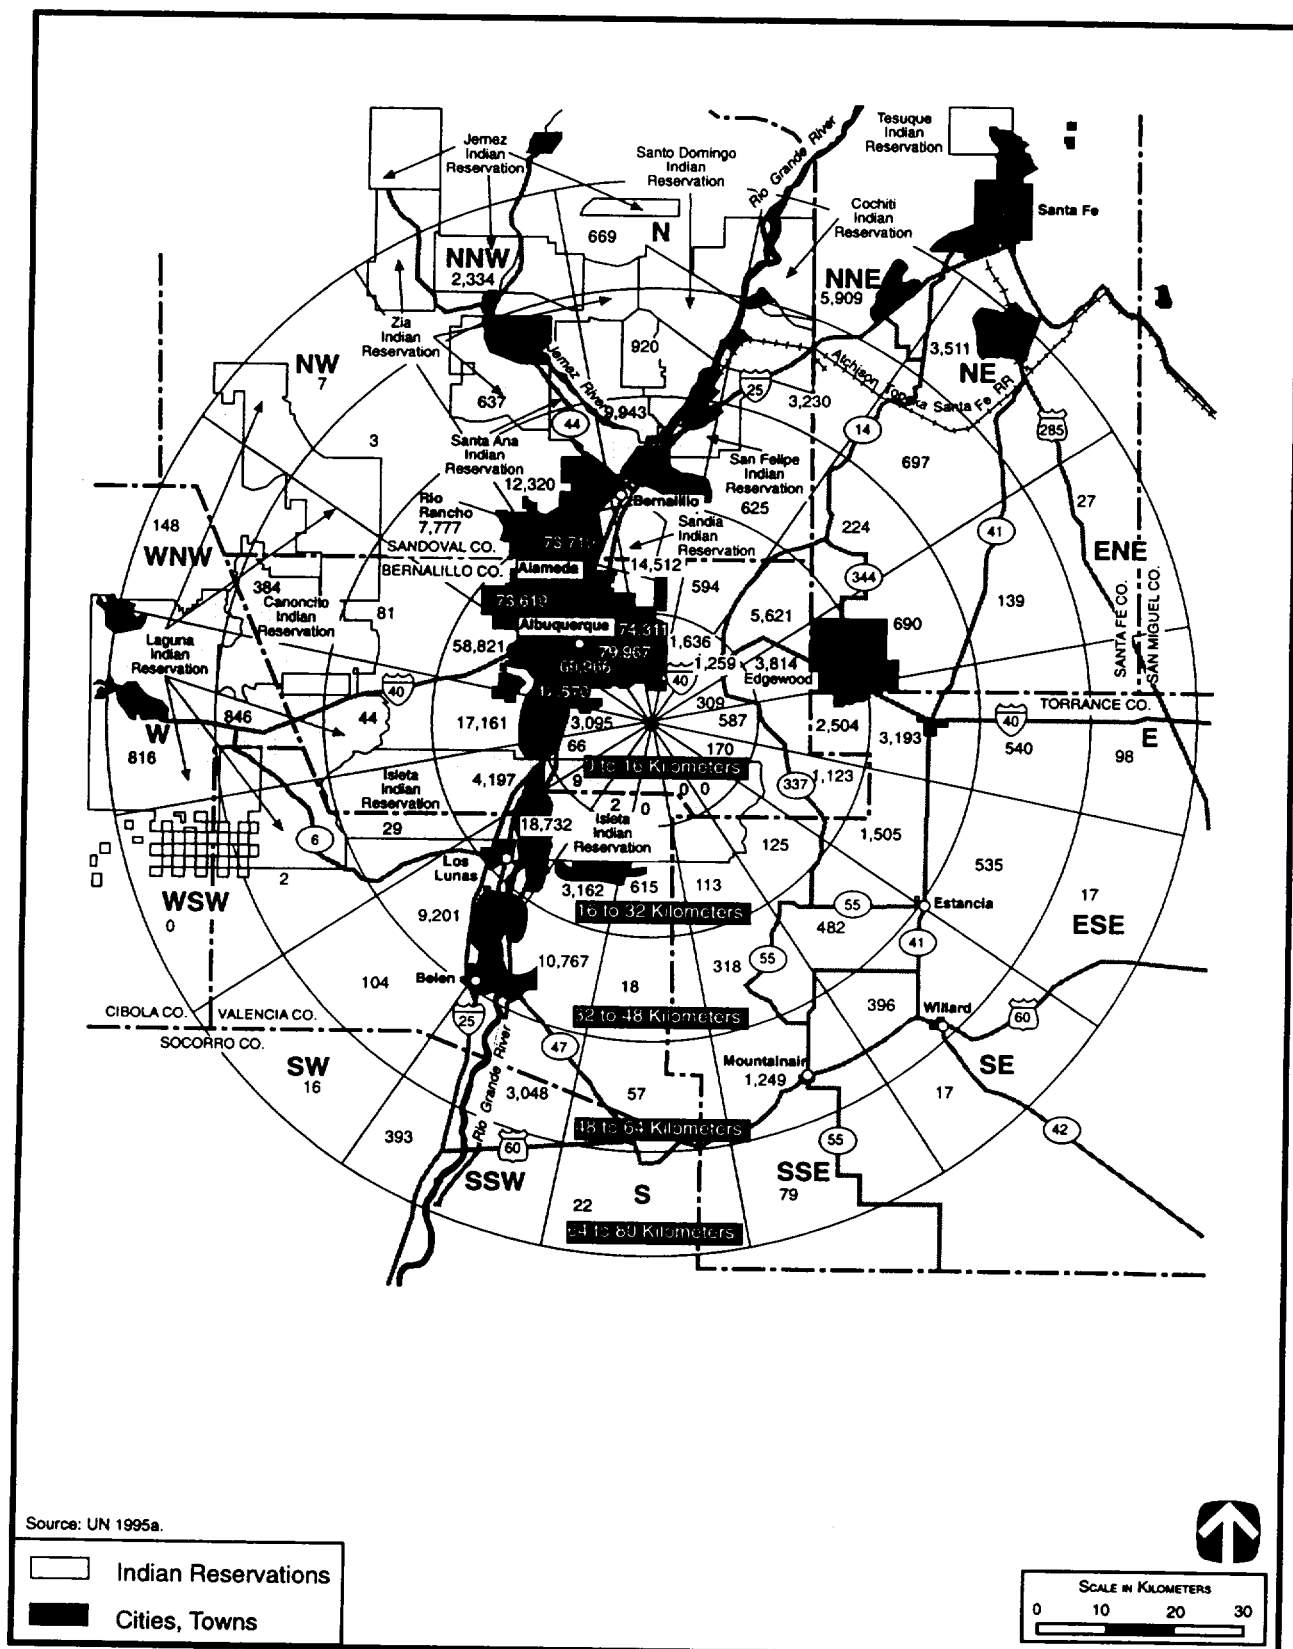 Tesuque
Indian
Reservation
Jemez
Indian
Reservation
Santo Domingo
Indian
Reservation
Rio Grande River
Cochiti
Indian
Reservation
Santa Fe
669
N
NNW
2,334
NNE
5,909
Zia
Indian
Reservation
NW
7
920
3,511
NE
Jemez River
Atchison Topeka Santa Fe RR
25
637
9,943
3,230
44
14
285
3
Santa Ana
Indian
Reservation
San Felipe
Indian
Reservation
697
12,320
Bernalillo
625
27
Rio
Rancho
7,777
Sandia
Indian
Reservation
148
WNW
224
41
SANDOVAL CO.
BERNALILLO CO.
Alameda
14,512
ENE
344
384
Canoncito
Indian
Reservation
81
73,619
594
139
5,621
690
SANTA FE CO.
SAN MIGUEL CO.
Laguna
Indian
Reservation
Albuquerque
74,311
58,821
79,967
1,636
1,259
3,814
Edgewood
40
40
309
TORRANCE CO.
W
846
44
17,161
3,095
587
2,504
3,193
40
540
E
816
66
170
98
Isleta
Indian
Reservation
4,197
0 to 16 Kilometers
9
0
0
337
1,123
2
0
6
29
18,732
Isleta
Indian
Reservation
125
1,505
Los
Lunas
535
2
WSW
0
3,162
615
113
17
9,201
16 to 32 Kilometers
55
Estancia
ESE
482
41
10,767
55
318
Belen
104
18
396
Willard
CIBOLA CO.
VALENCIA CO.
SOCORRO CO.
25
32 to 48 Kilometers
60
47
Rio Grande River
Mountainair
1,249
SW
16
SE
3,048
57
17
393
48 to 64 Kilometers
60
55
42
SSW
S
SSE
79
22
64 to 80 Kilometers
Source: UN 1995a.
Indian Reservations
Cities, Towns
SCALE IN KILOMETERS
0 10 20 30